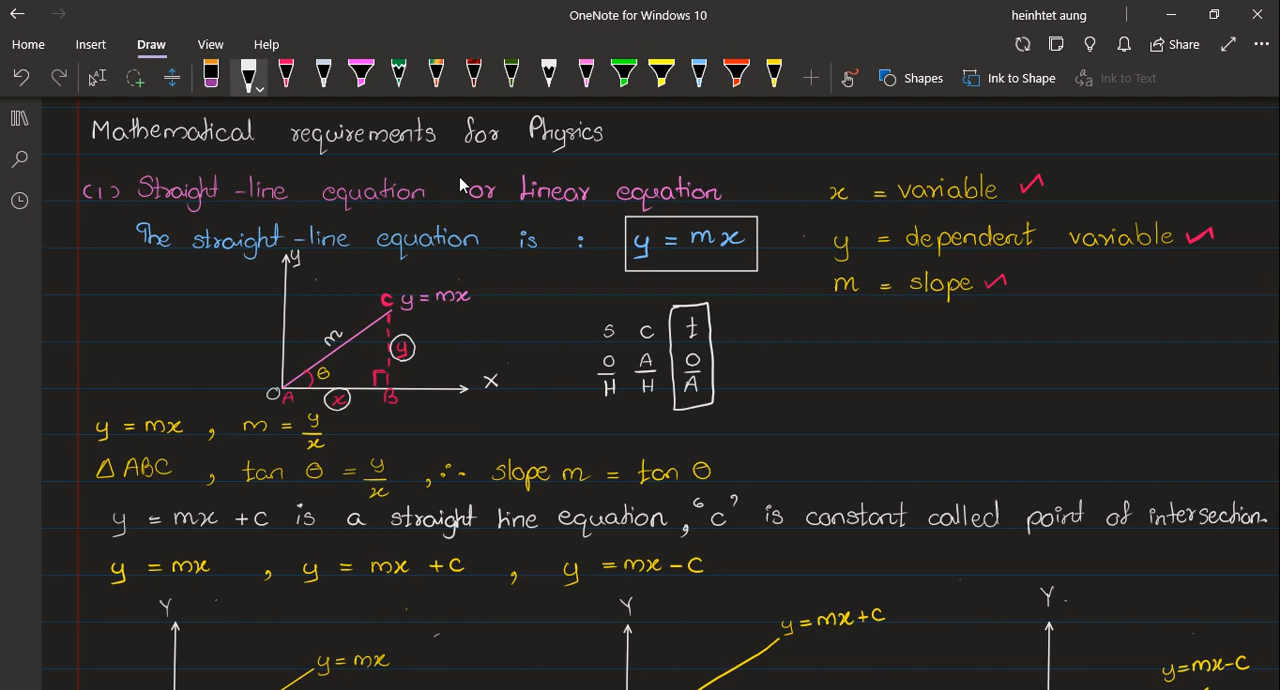 OneNote for Windows 10
heinhtet aung
Home Insert Draw View Help
Share
Shapes
Ink to Shape
Ink to Text
Mathematical requirements for Physics
(1) Straight-line equation or Linear equation
x = variable ✓
The straight-line equation is : y = mx
y = dependent variable ✓
m = slope ✓
y
C y = mx
m
y
θ
O A x B X
s c t
O/H A/H O/A
y = mx , m = y/x
△ABC , tan θ = y/x , ∴ slope m = tan θ
y = mx + c is a straight line equation, ‘c’ is constant called point of intersection.
y = mx , y = mx + c , y = mx - c
Y Y Y
y = mx
y = mx + c
y = mx - c